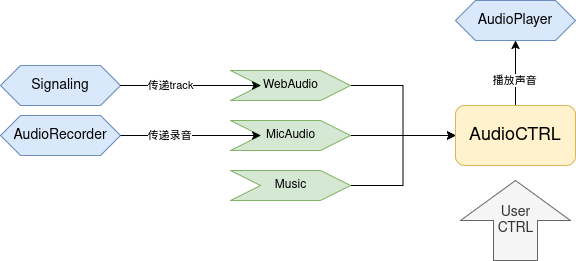 AudioPlayer
播放声音
Signaling
传递track
WebAudio
AudioRecorder
传递录音
MicAudio
AudioCTRL
Music
User
CTRL